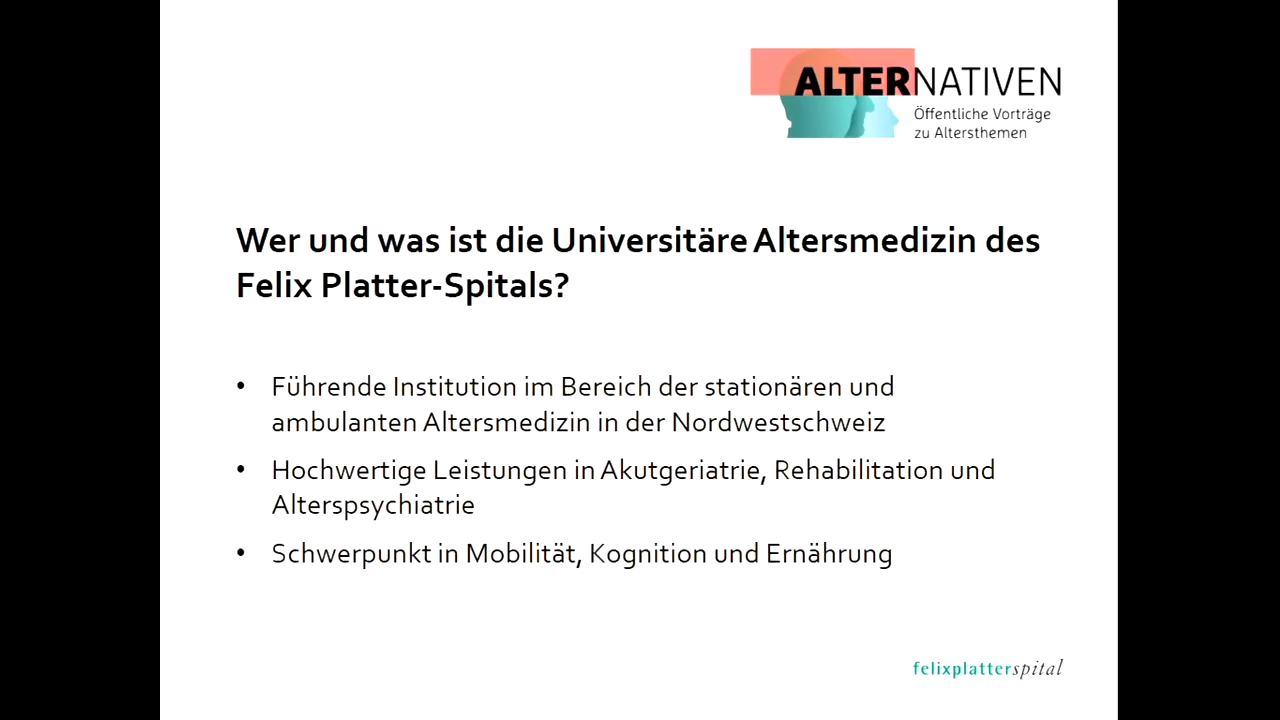 ALTERNATIVEN
Öffentliche Vorträge
zu Altersthemen
Wer und was ist die Universitäre Altersmedizin des
Felix Platter-Spitals?
• Führende Institution im Bereich der stationären und
ambulanten Altersmedizin in der Nordwestschweiz
• Hochwertige Leistungen in Akutgeriatrie, Rehabilitation und
Alterspsychiatrie
• Schwerpunkt in Mobilität, Kognition und Ernährung
felixplatterspital